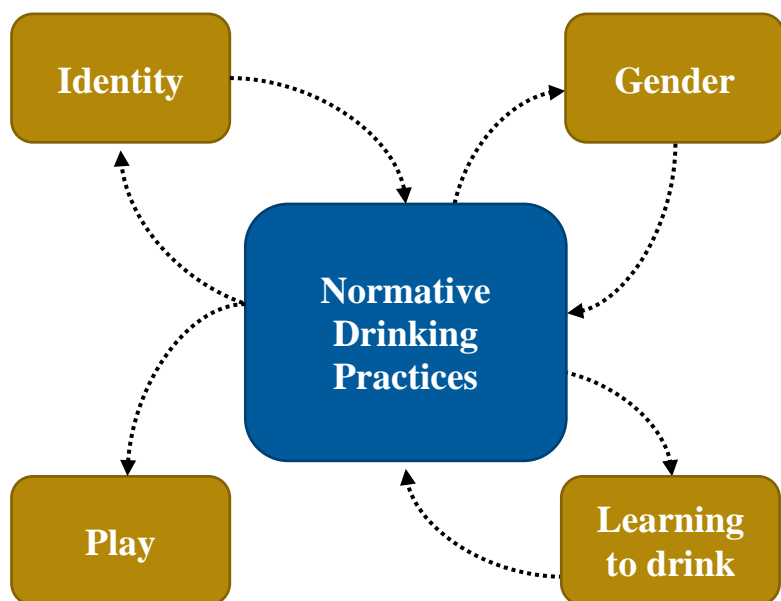 Identity
Gender
Normative
Drinking
Practices
Play
Learning
to drink